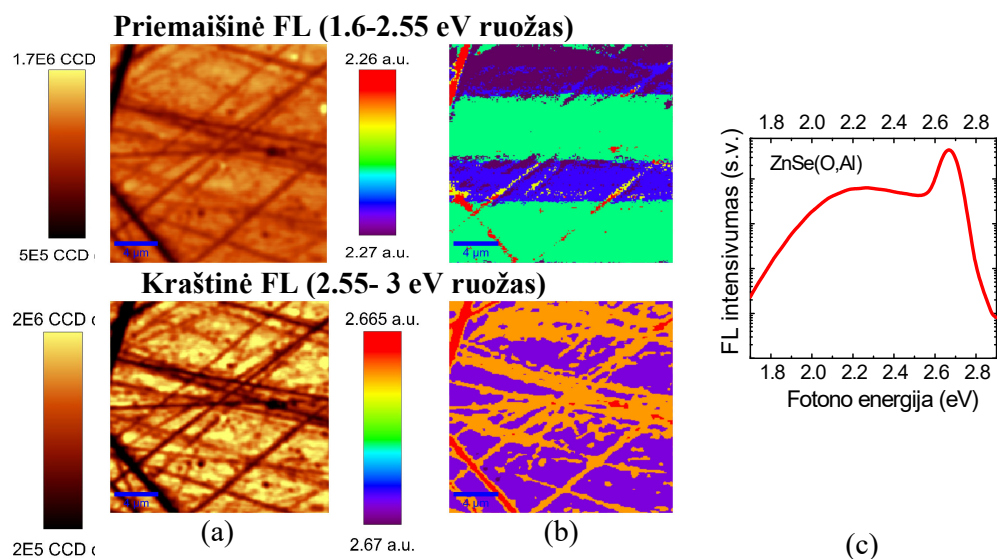 Priemaišinė FL (1.6-2.55 eV ruožas)
1.7E6 CCD
5E5 CCD
4 µm
2.26 a.u.
2.27 a.u.
4 µm
Kraštinė FL (2.55- 3 eV ruožas)
2E6 CCD
2E5 CCD
2.665 a.u.
2.67 a.u.
4 µm
(a)
(b)
1.8 2.0 2.2 2.4 2.6 2.8
ZnSe(O,Al)
FL intensivumas (s.v.)
1.8 2.0 2.2 2.4 2.6 2.8
Fotono energija (eV)
(c)